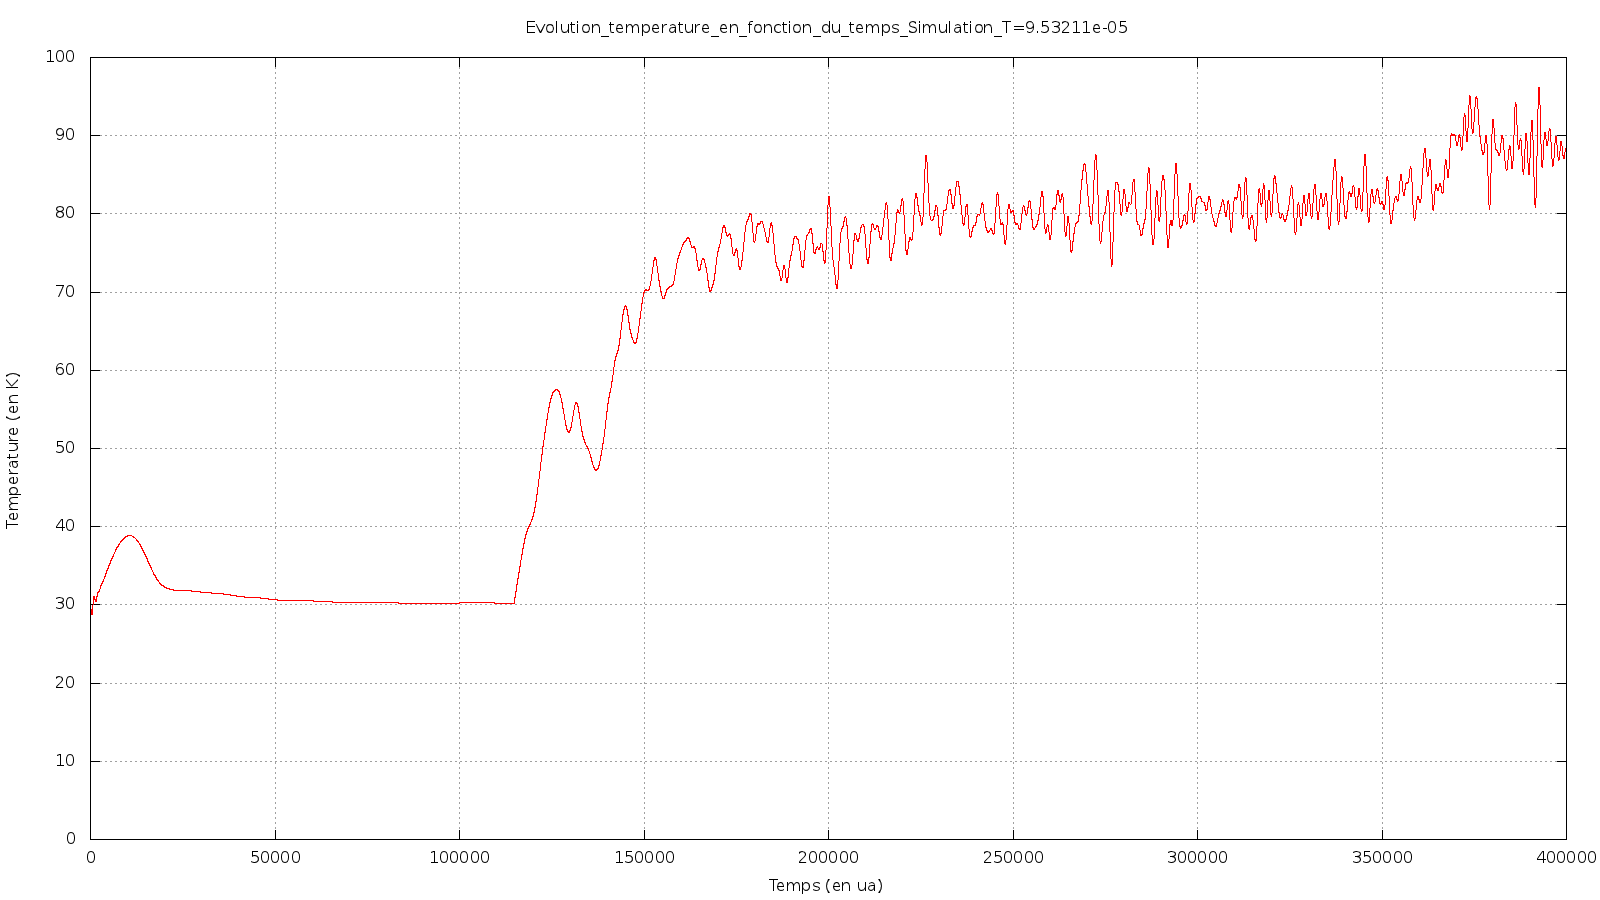 Evolution_temperature_en_fonction_du_temps_Simulation_T=9.53211e-05
100
90
80
70
60
50
40
30
20
10
0
Temperature (en K)
0 50000 100000 150000 200000 250000 300000 350000 400000
Temps (en ua)